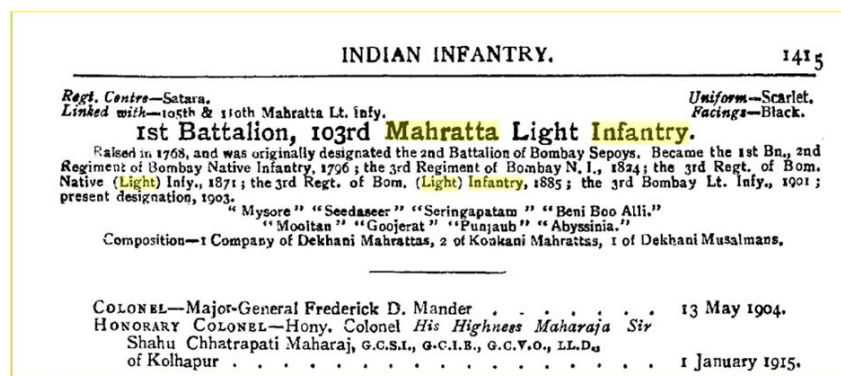 INDIAN INFANTRY. 1415
Regt. Centre—Satara. Uniform—Scarlet.
Linked with—105th & 110th Mahratta Lt. Infy. Facings—Black.
1st Battalion, 103rd Mahratta Light Infantry.
Raised in 1768, and was originally designated the 2nd Battalion of Bombay Sepoys. Became the 1st Bn., 2nd
Regiment of Bombay Native Infantry, 1796 ; the 3rd Regiment of Bombay N. I., 1824; the 3rd Regt. of Bom.
Native (Light) Infy., 1871 ; the 3rd Regt. of Bom. (Light) Infantry, 1885 ; the 3rd Bombay Lt. Infy., 1901 ;
present designation, 1903.
" Mysore " "Seedaseer " "Seringapatam " "Beni Boo Alli."
" Mooltan " "Goojerat " "Punjaub " " Abyssinia."
Composition—1 Company of Dekhani Mahrattas, 2 of Konkani Mahrattas, 1 of Dekhani Musalmans.
COLONEL—Major-General Frederick D. Mander . . . . . . . 13 May 1904.
HONORARY COLONEL—Hony. Colonel His Highness Maharaja Sir
Shahu Chhatrapati Maharaj, G.C.S.I., G.C.I.E., G.C.V.O., LL.D.,
of Kolhapur . . . . . . . . . . . . . . . . . 1 January 1915.